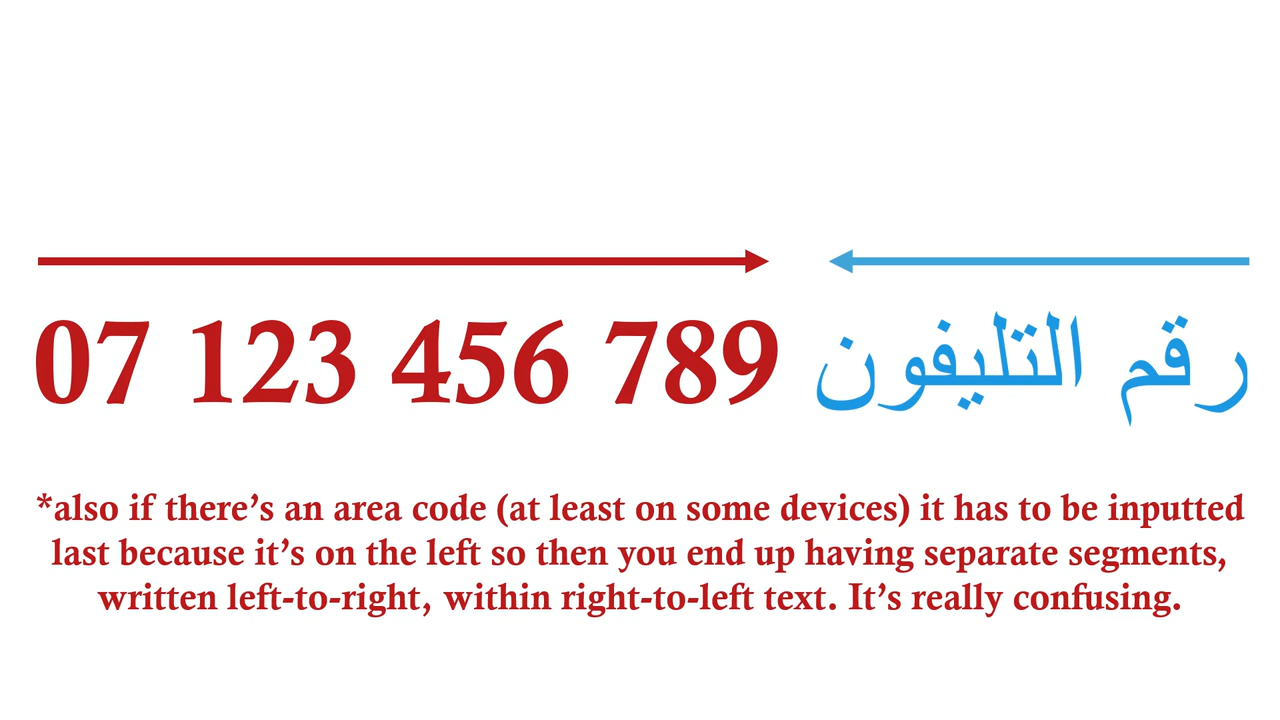 رقم التليفون 07 123 456 789
*also if there’s an area code (at least on some devices) it has to be inputted
last because it’s on the left so then you end up having separate segments,
written left-to-right, within right-to-left text. It’s really confusing.